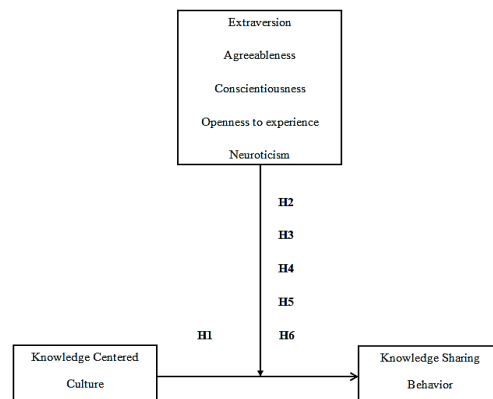 Extraversion
Agreeableness
Conscientiousness
Openness to experience
Neuroticism
H2
H3
H4
H5
H1 H6
Knowledge Centered Culture
Knowledge Sharing Behavior